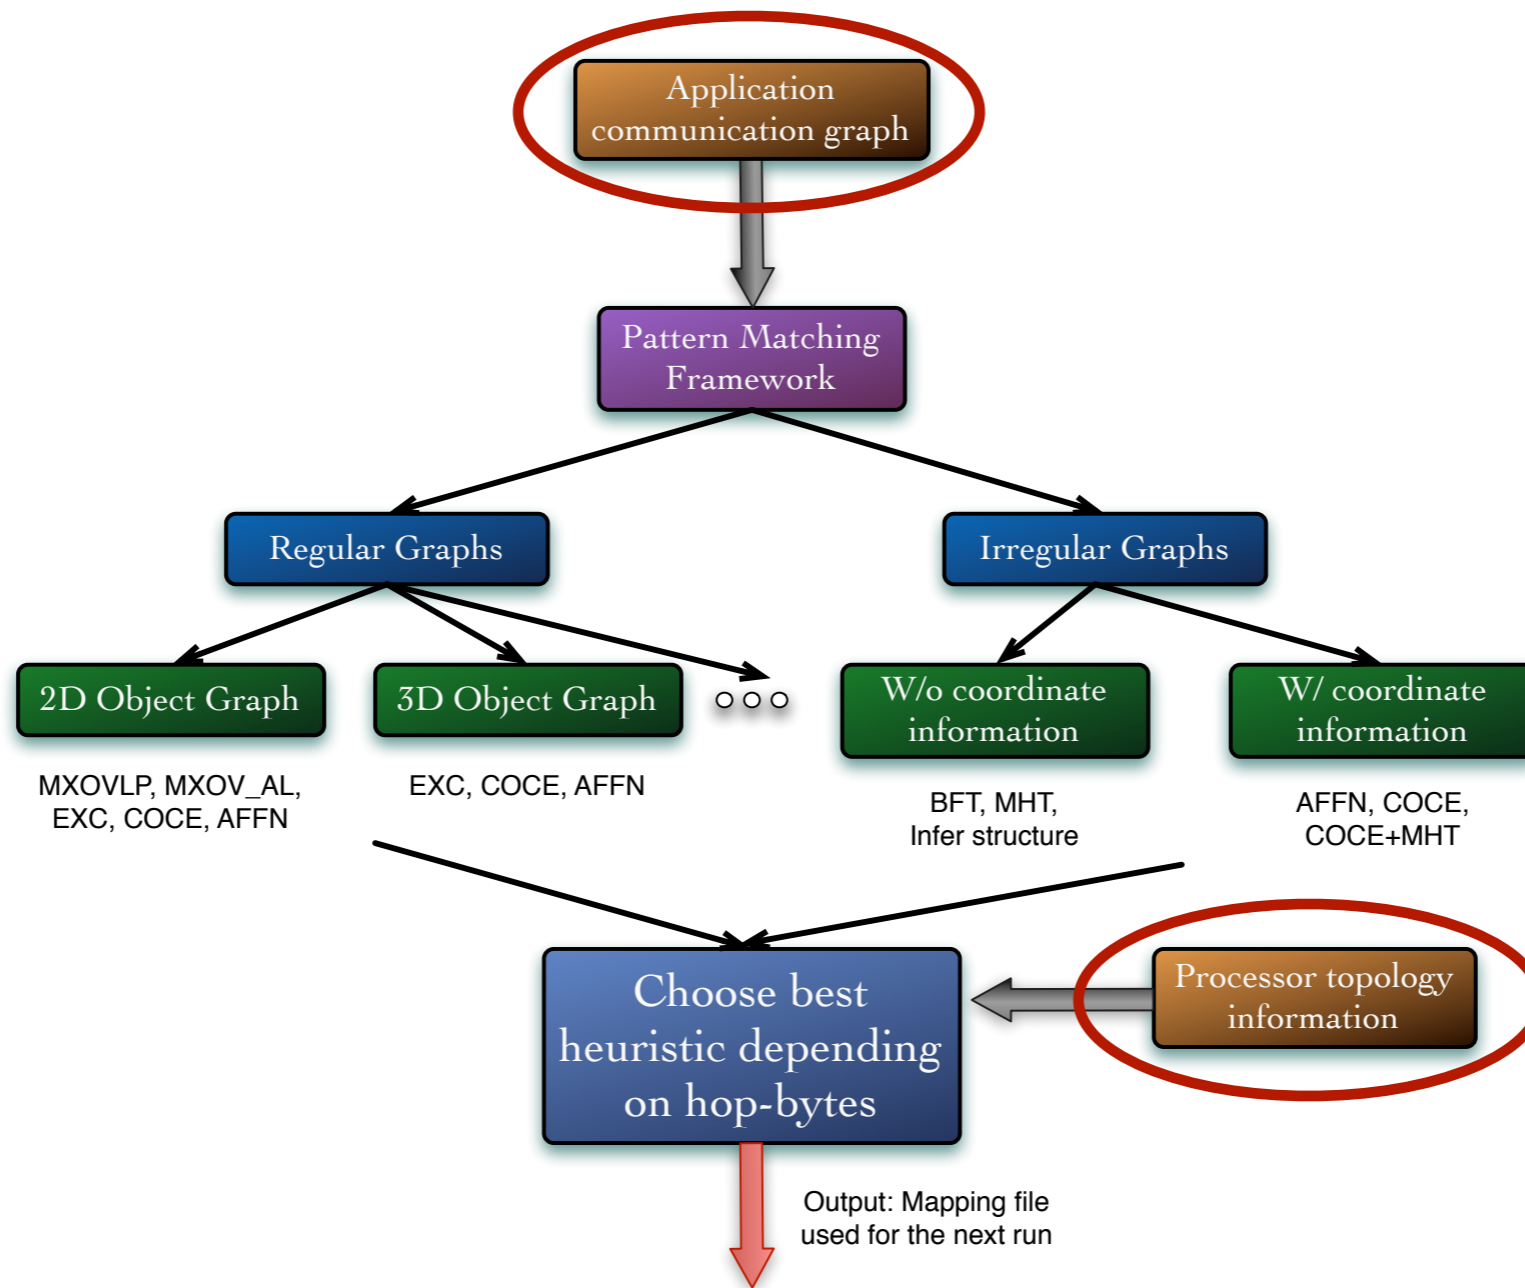 Application
communication graph
Pattern Matching
Framework
Regular Graphs
Irregular Graphs
2D Object Graph
3D Object Graph
W/o coordinate
information
W/ coordinate
information
MXOVLP, MXOV_AL,
EXC, COCE, AFFN
EXC, COCE, AFFN
BFT, MHT,
Infer structure
AFFN, COCE,
COCE+MHT
Choose best
heuristic depending
on hop-bytes
Processor topology
information
Output: Mapping file
used for the next run